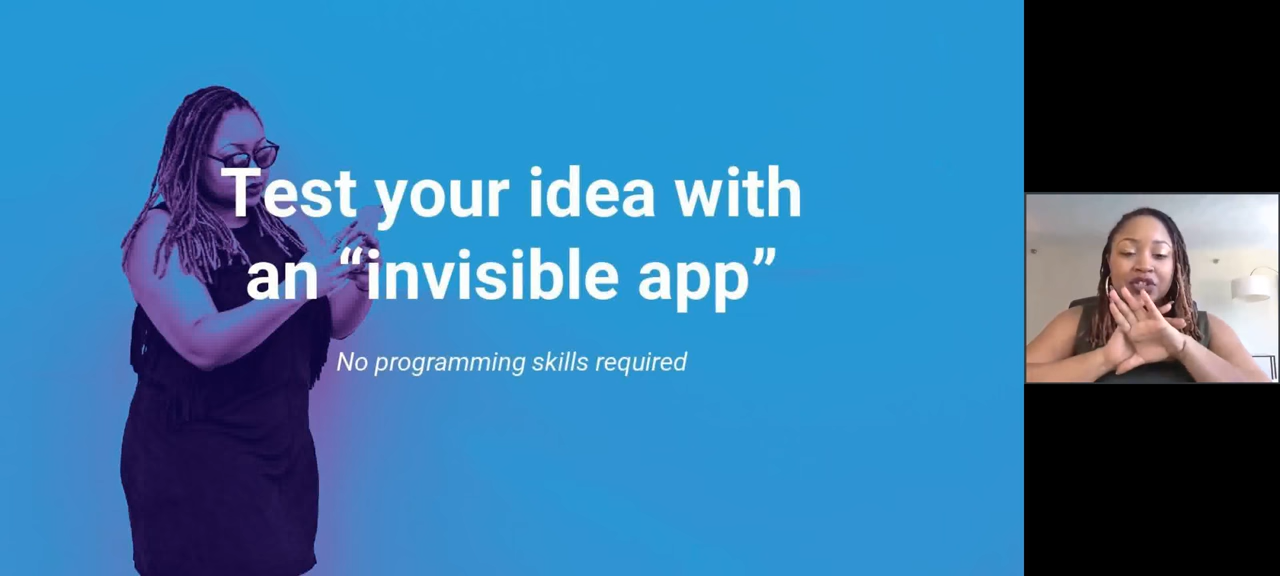 Test your idea with
an “invisible app”
No programming skills required